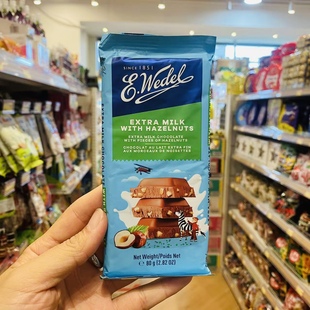 SINCE 1851
E. Wedel
EXTRA MILK
WITH HAZELNUTS
EXTRA MILK CHOCOLATE
WITH PIECES OF HAZELNUTS
CHOCOLAT AU LAIT EXTRA FIN
AUX MORCEAUX DE NOISETTES
Net Weight/Poids Net
80 g (2.82 OZ)